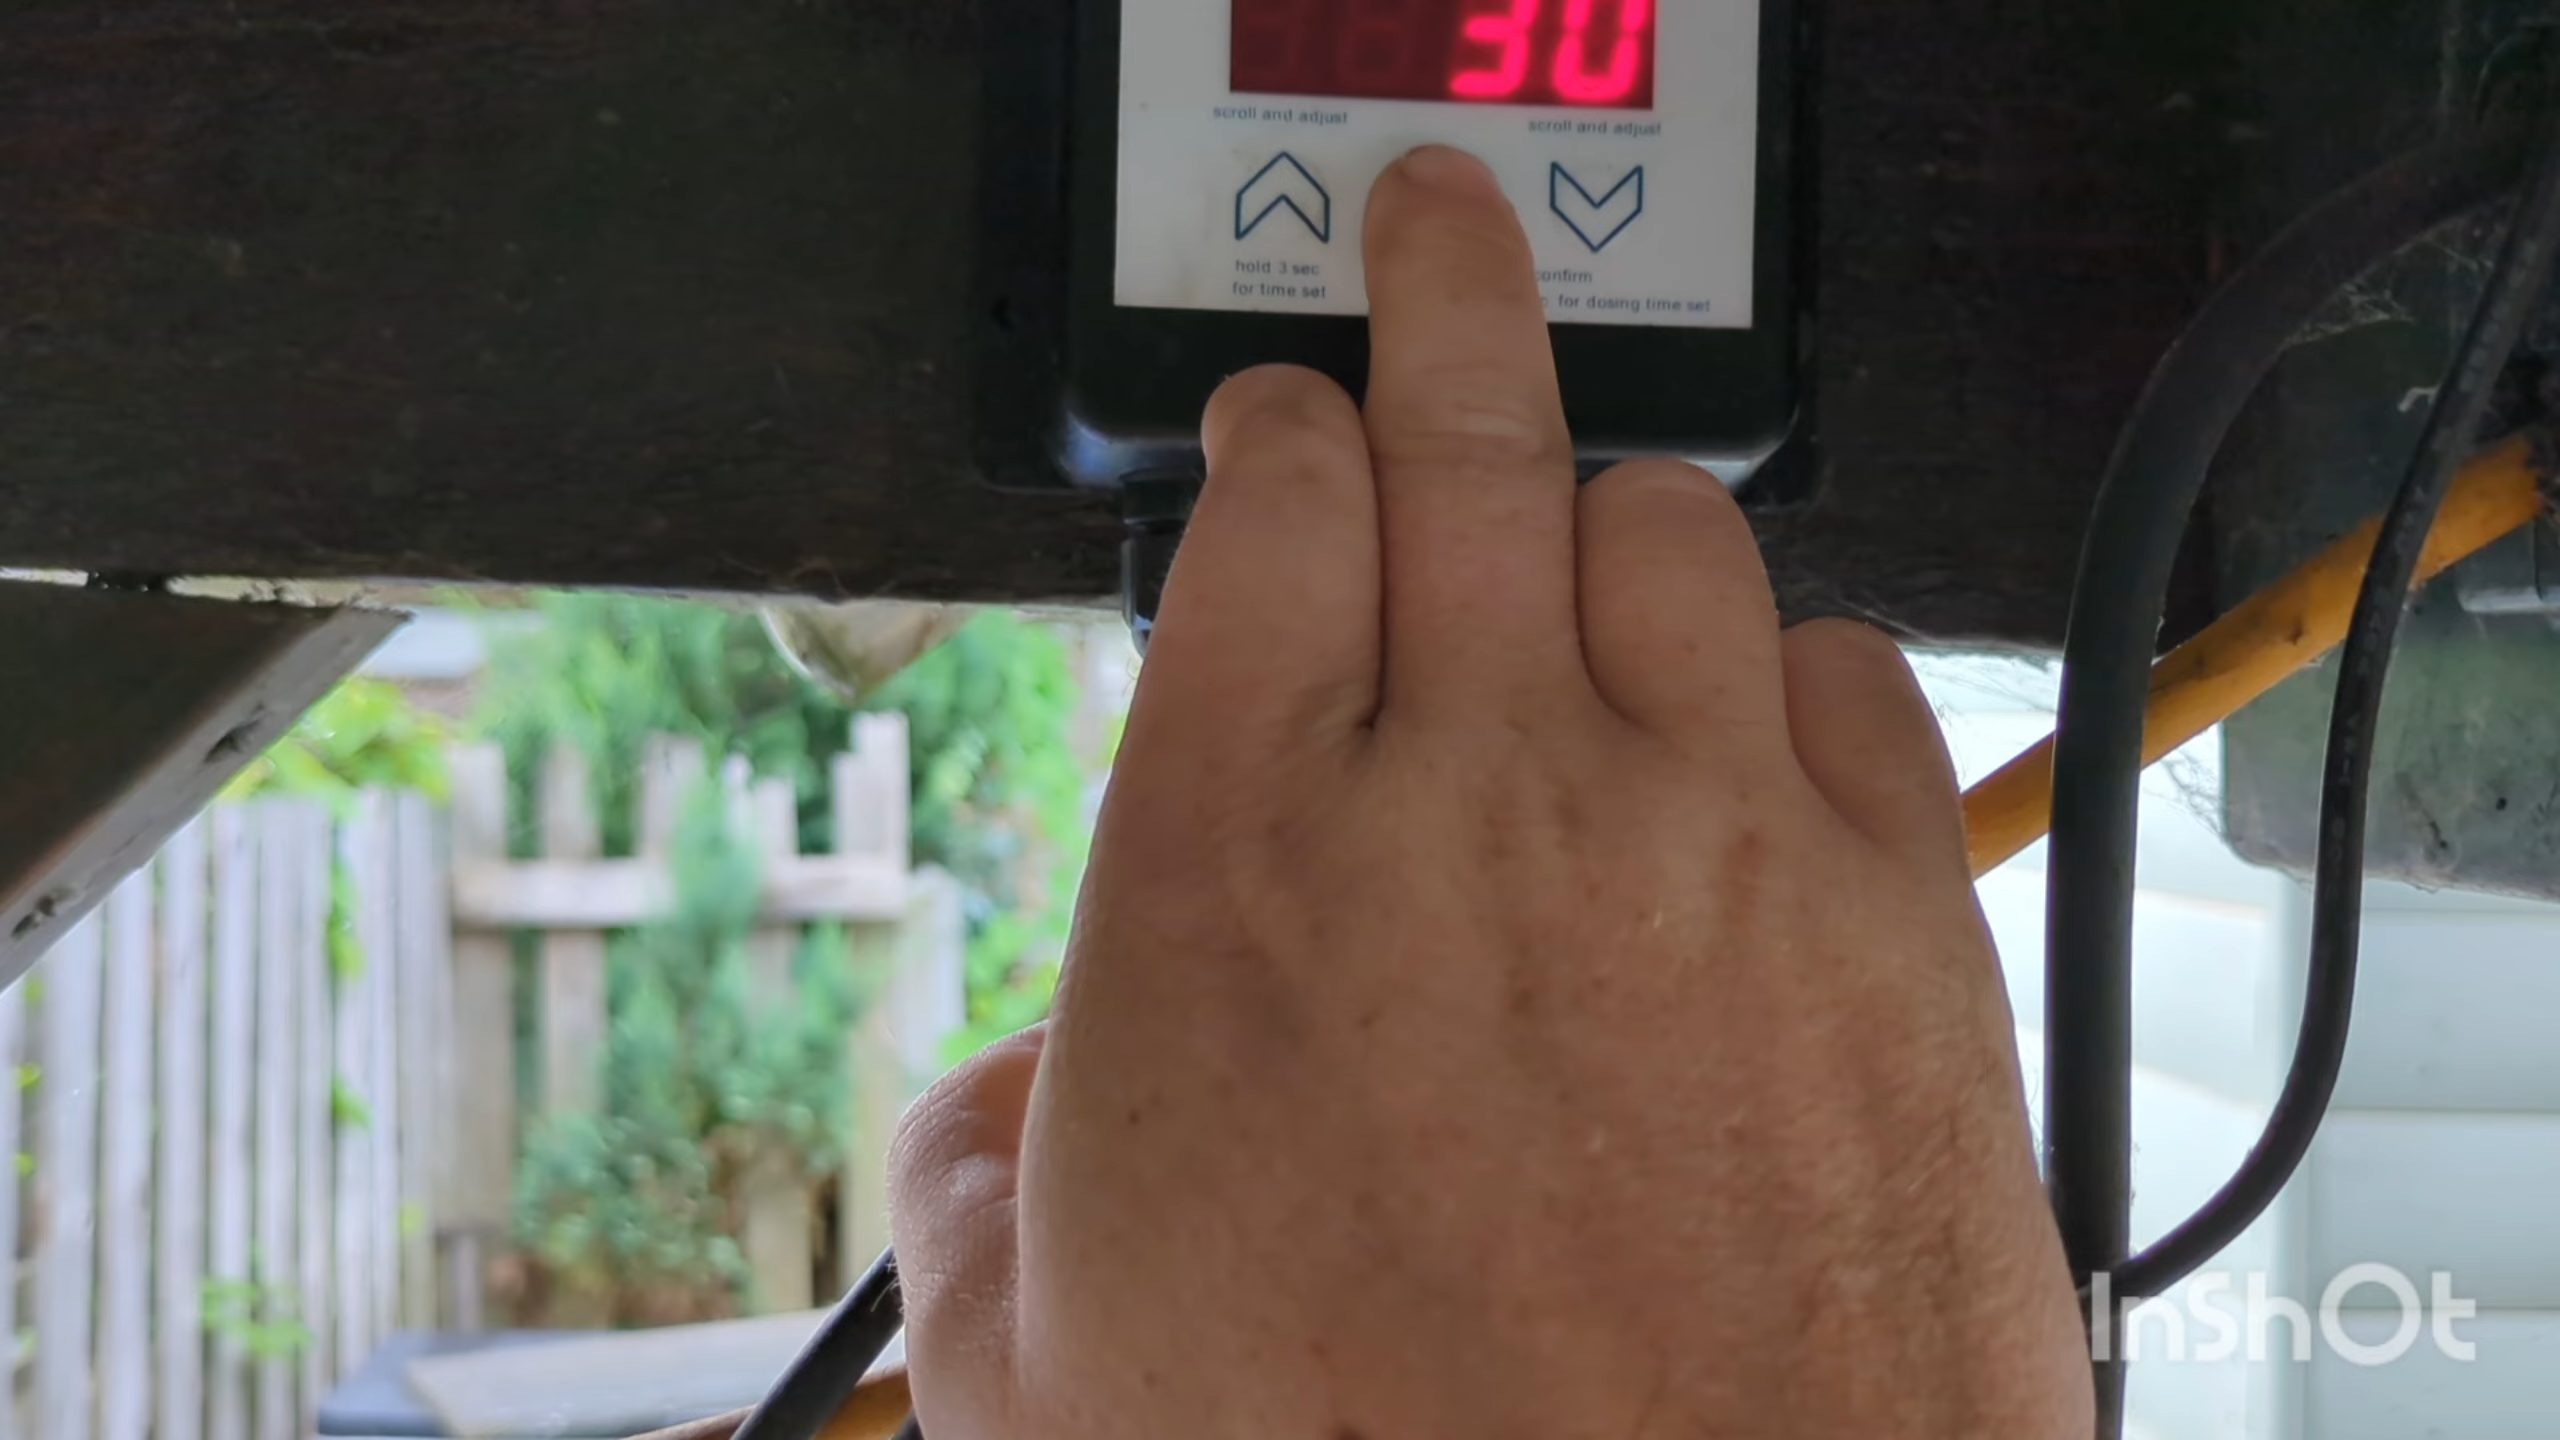 30
scroll and adjust
scroll and adjust
hold 3 sec
for time set
confirm
for dosing time set
InShOt